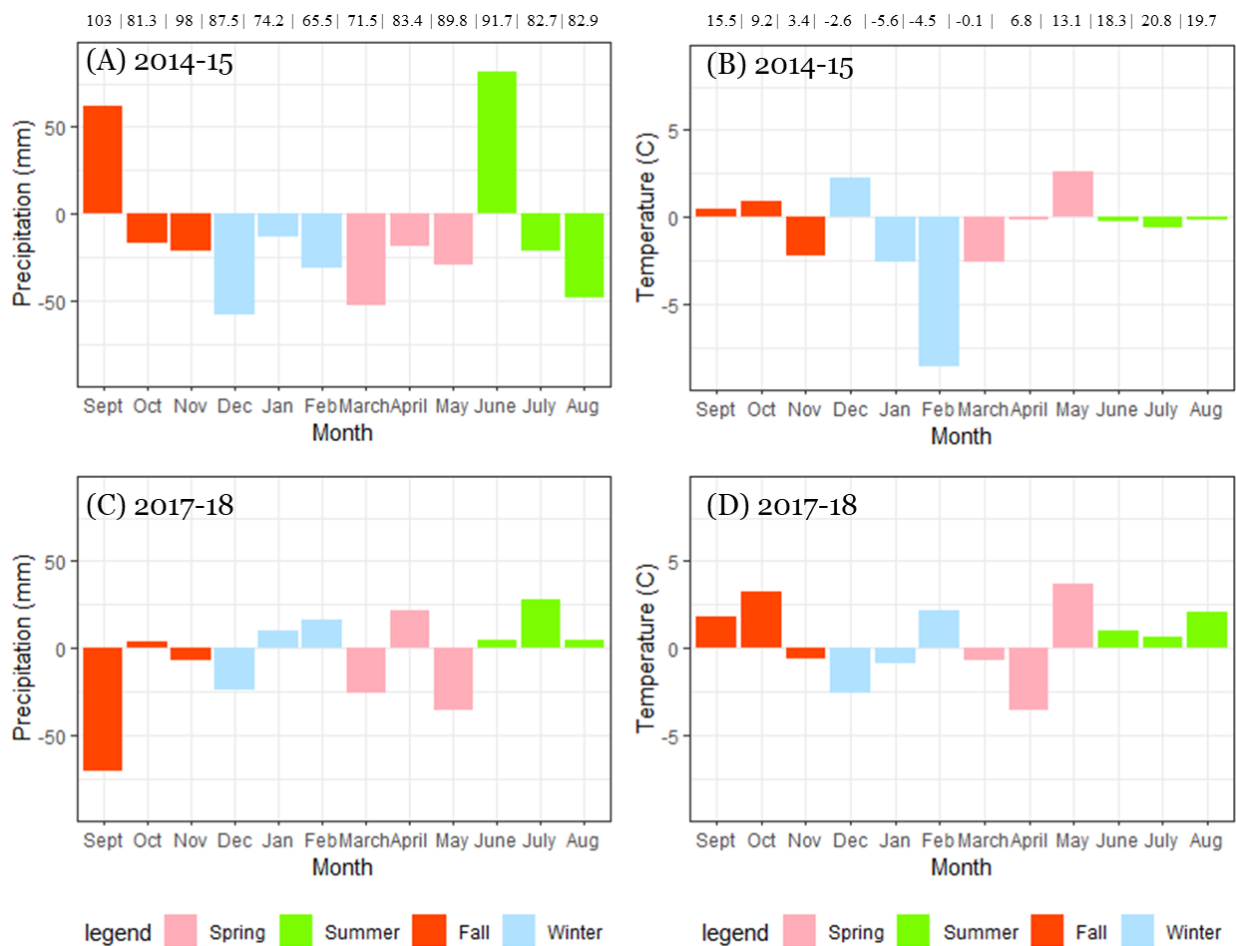 103 | 81.3 | 98 | 87.5 | 74.2 | 65.5 | 71.5 | 83.4 | 89.8 | 91.7 | 82.7 | 82.9
15.5 | 9.2 | 3.4 | -2.6 | -5.6 | -4.5 | -0.1 | 6.8 | 13.1 | 18.3 | 20.8 | 19.7
(A) 2014-15
Precipitation (mm)
50
0
-50
Sept Oct Nov Dec Jan Feb March April May June July Aug
Month
(B) 2014-15
Temperature (C)
5
0
-5
Sept Oct Nov Dec Jan Feb March April May June July Aug
Month
(C) 2017-18
Precipitation (mm)
50
0
-50
Sept Oct Nov Dec Jan Feb March April May June July Aug
Month
(D) 2017-18
Temperature (C)
5
0
-5
Sept Oct Nov Dec Jan Feb March April May June July Aug
Month
legend Spring Summer Fall Winter
legend Spring Summer Fall Winter